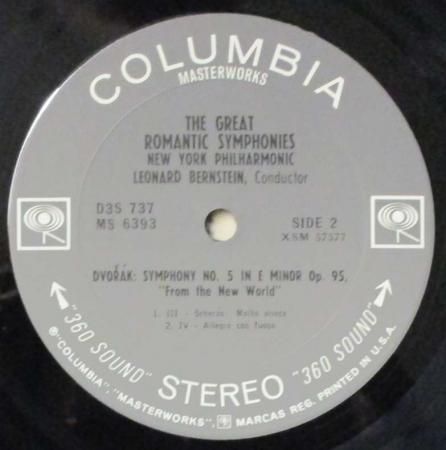 COLUMBIA
MASTERWORKS
THE GREAT
ROMANTIC SYMPHONIES
NEW YORK PHILHARMONIC
LEONARD BERNSTEIN, Conductor
D3S 737
MS 6393
SIDE 2
XSM 57577
DVOŘÁK: SYMPHONY NO. 5 IN E MINOR Op. 95,
"From the New World"
1. III - Scherzo: Molto vivace
2. IV - Allegro con fuoco
"360 SOUND" STEREO "360 SOUND"
® "COLUMBIA", "MASTERWORKS", MARCAS REG. PRINTED IN U.S.A.